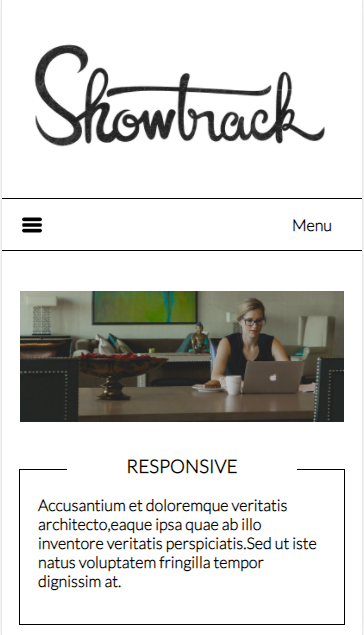 Showtrack
Menu
RESPONSIVE
Accusantium et doloremque veritatis
architecto,eaque ipsa quae ab illo
inventore veritatis perspiciatis.Sed ut iste
natus voluptatem fringilla tempor
dignissim at.